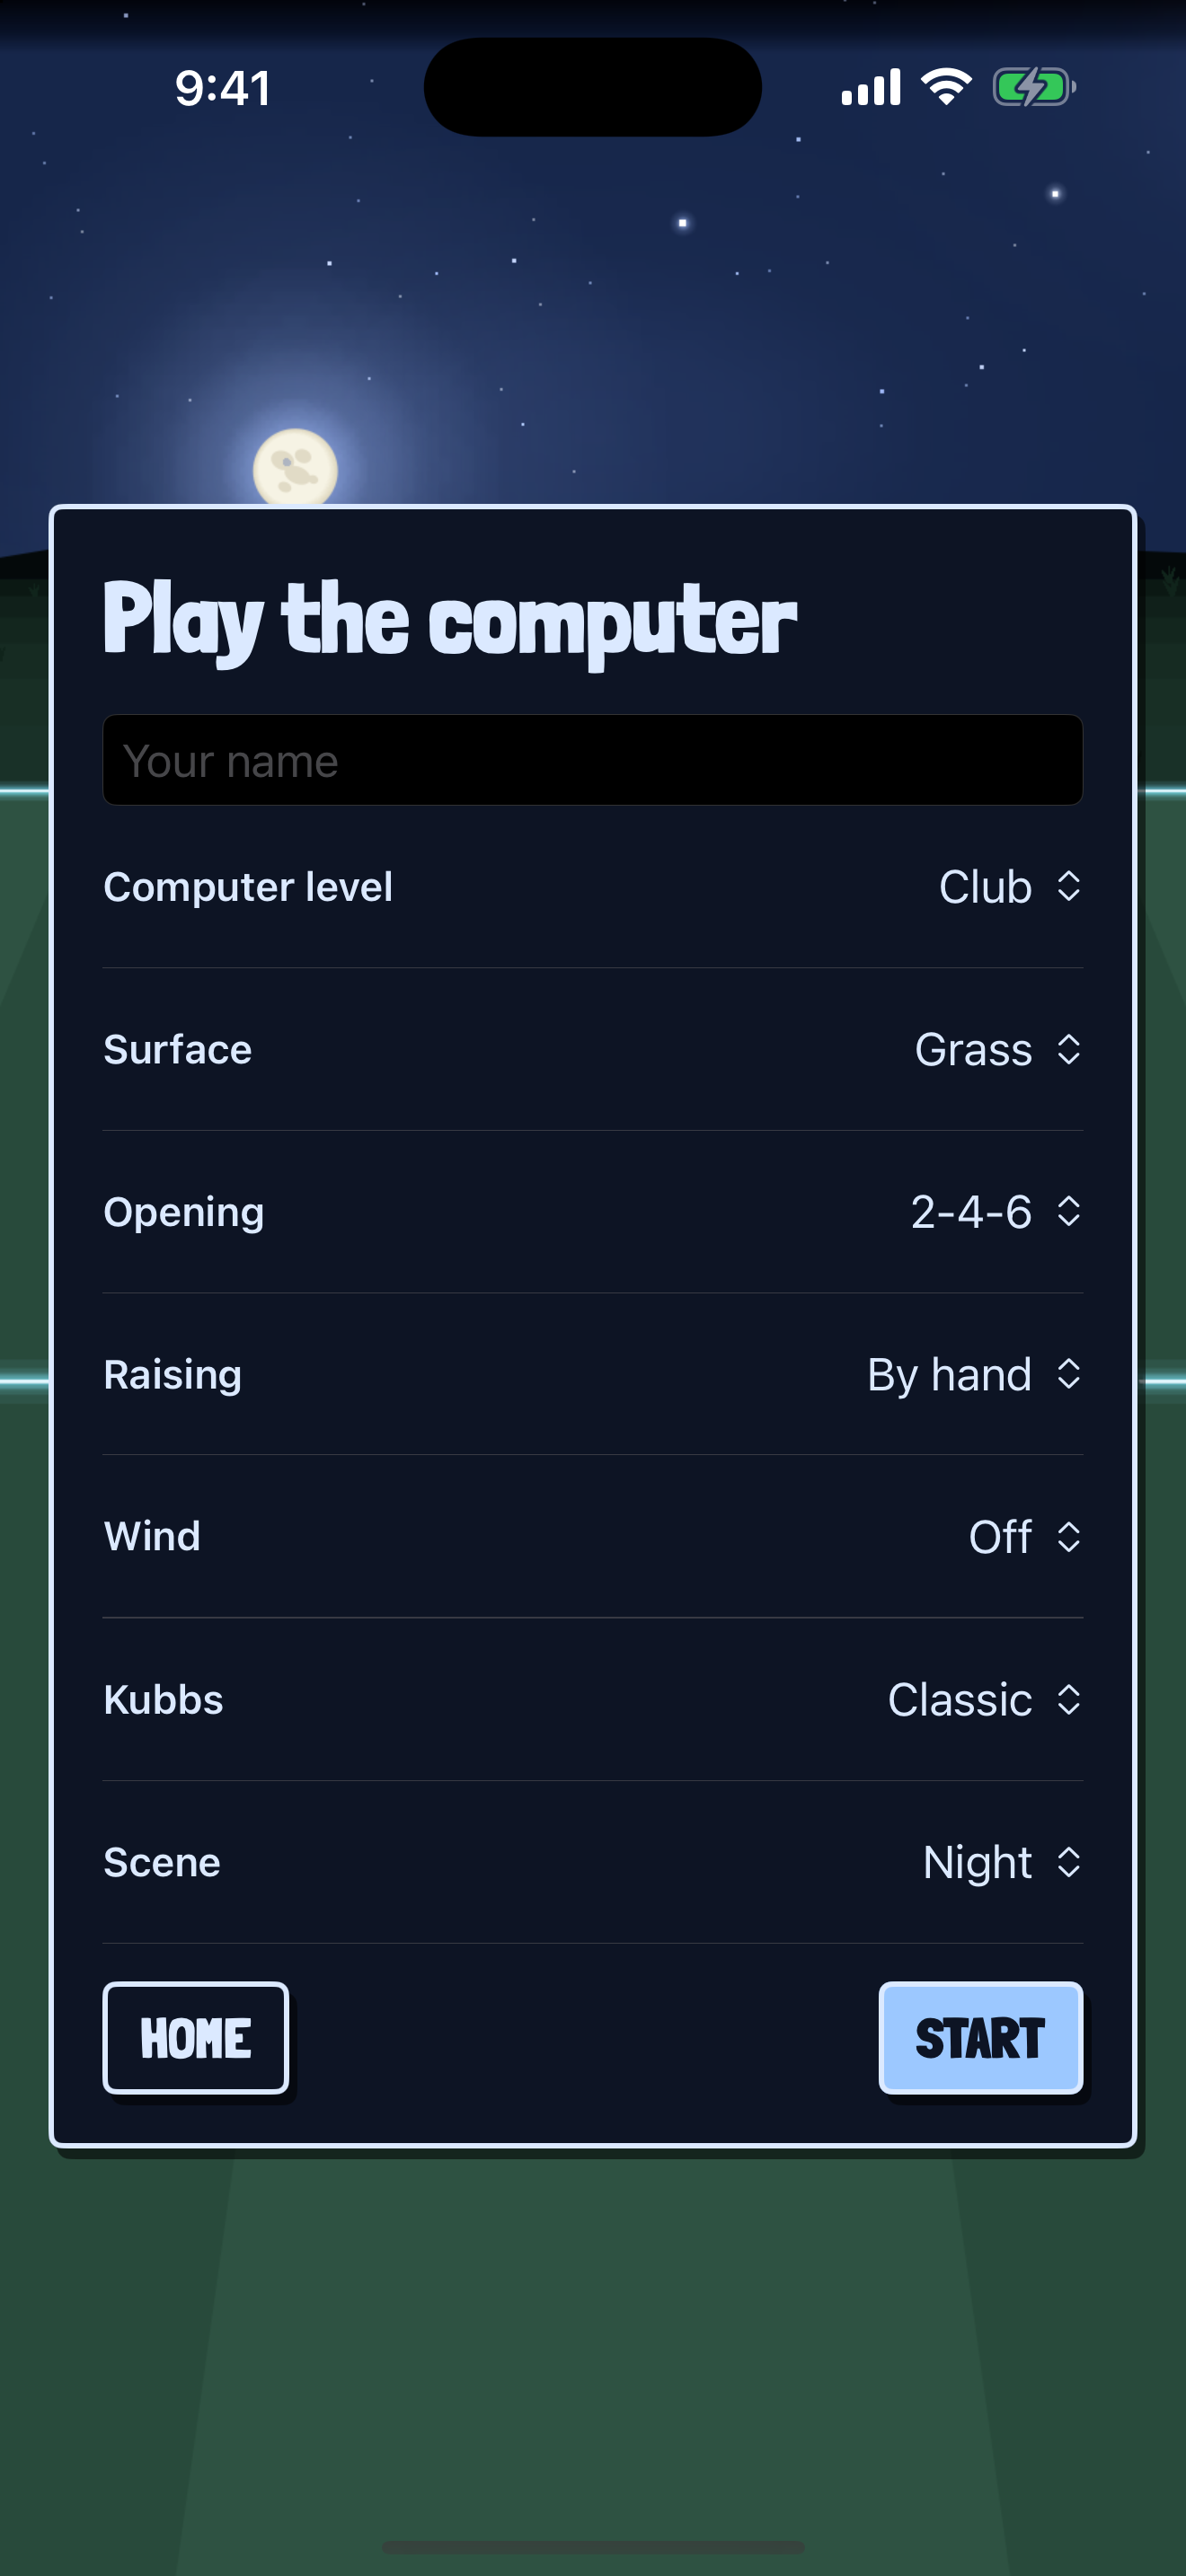 9:41
Play the computer
Your name
Computer level Club
Surface Grass
Opening 2-4-6
Raising By hand
Wind Off
Kubbs Classic
Scene Night
HOME START